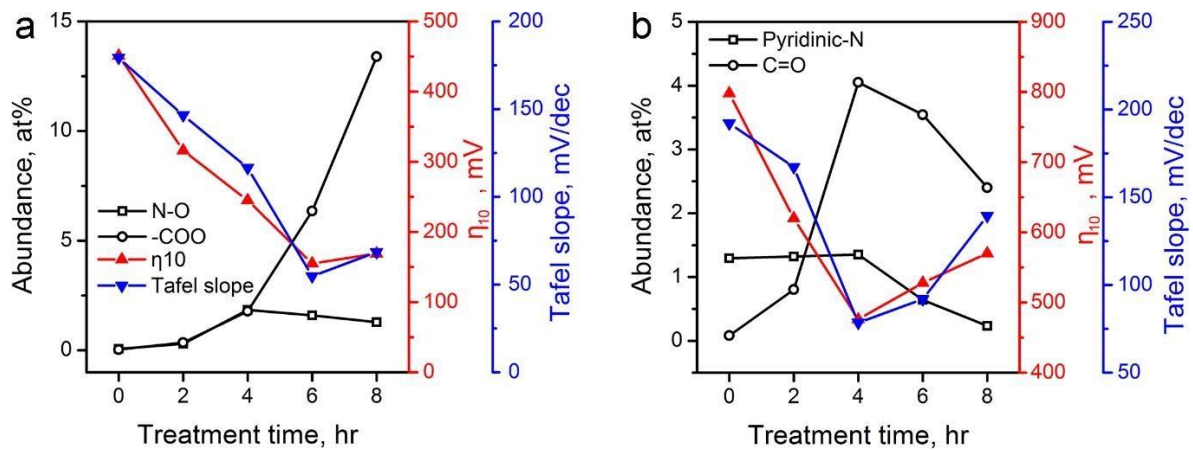 a
15
10
5
0
Abundance, at%
N-O
-COO
η10
Tafel slope
0 2 4 6 8
Treatment time, hr
500
400
300
200
100
0
η10 , mV
200
150
100
50
0
Tafel slope, mV/dec
b
5
4
3
2
1
0
Abundance, at%
Pyridinic-N
C=O
0 2 4 6 8
Treatment time, hr
900
800
700
600
500
400
η10 , mV
250
200
150
100
50
Tafel slope, mV/dec